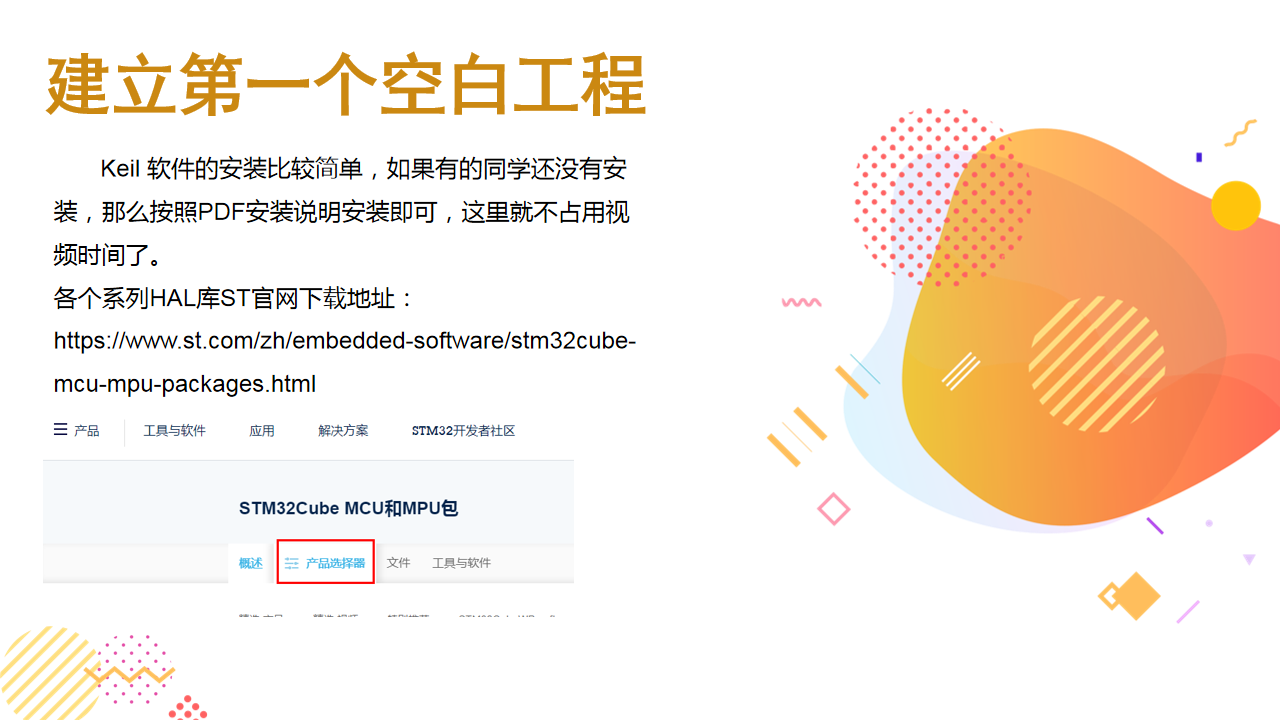 建立第一个空白工程
Keil 软件的安装比较简单，如果有的同学还没有安
装，那么按照PDF安装说明安装即可，这里就不占用视
频时间了。
各个系列HAL库ST官网下载地址：
https://www.st.com/zh/embedded-software/stm32cube-
mcu-mpu-packages.html
产品 工具与软件 应用 解决方案 STM32开发者社区
STM32Cube MCU和MPU包
概述 产品选择器 文件 工具与软件